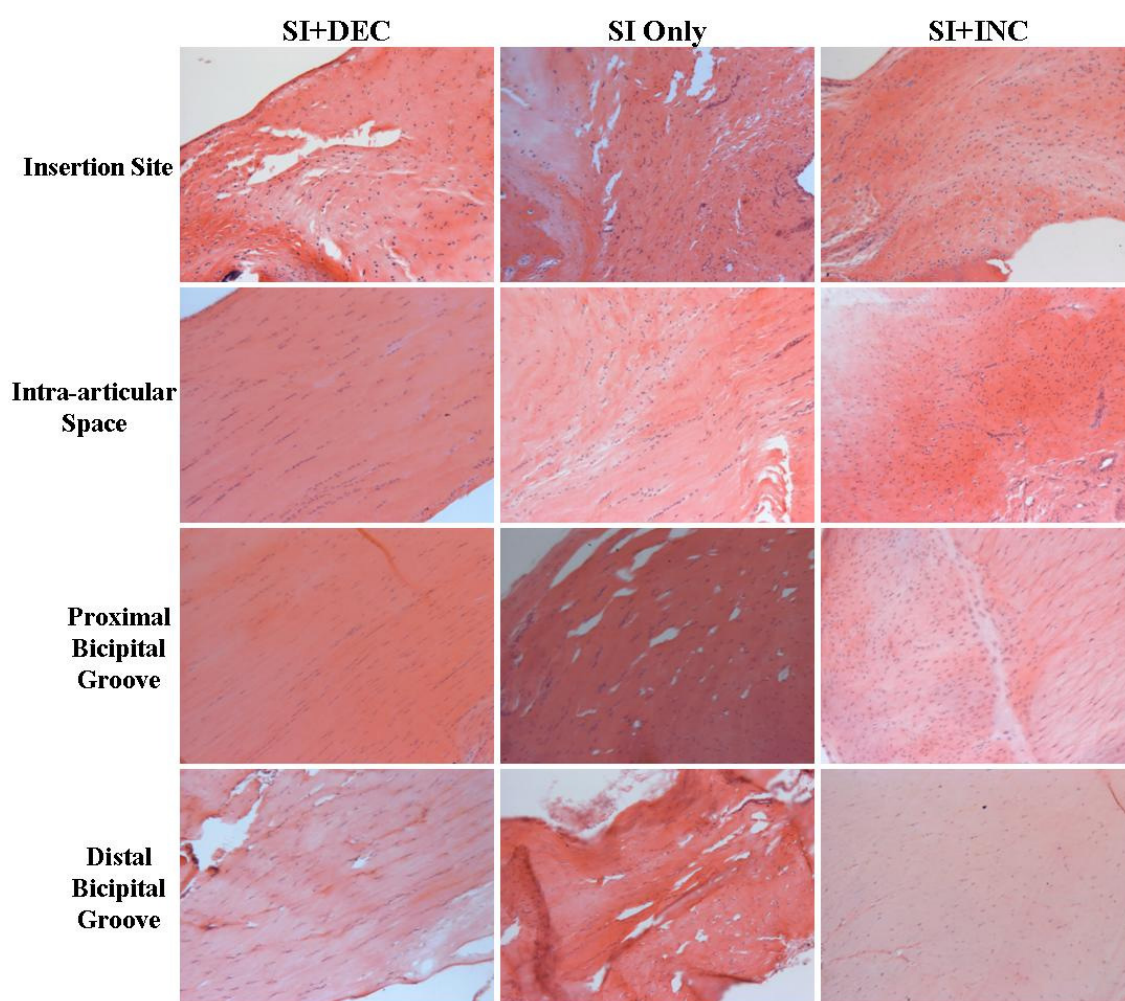 SI+DEC SI Only SI+INC
Insertion Site
Intra-articular
Space
Proximal
Bicipital
Groove
Distal
Bicipital
Groove